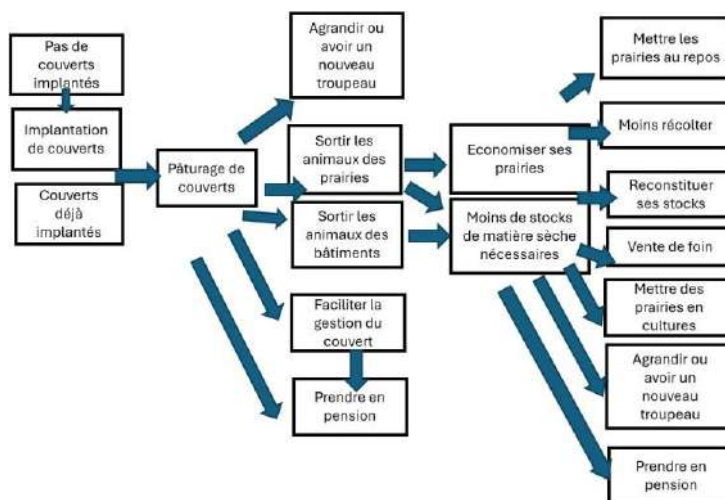 Pas de
couverts
implantés
Implantation
de couverts
Couverts
déjà
implantés
Pâturage de
couverts
Agrandir ou
avoir un
nouveau
troupeau
Sortir les
animaux des
prairies
Sortir les
animaux des
bâtiments
Faciliter la
gestion du
couvert
Prendre en
pension
Economiser ses
prairies
Moins de stocks
de matière sèche
nécessaires
Mettre les
prairies au repos
Moins récolter
Reconstituer
ses stocks
Vente de foin
Mettre des
prairies en
cultures
Agrandir ou
avoir un
nouveau
troupeau
Prendre en
pension